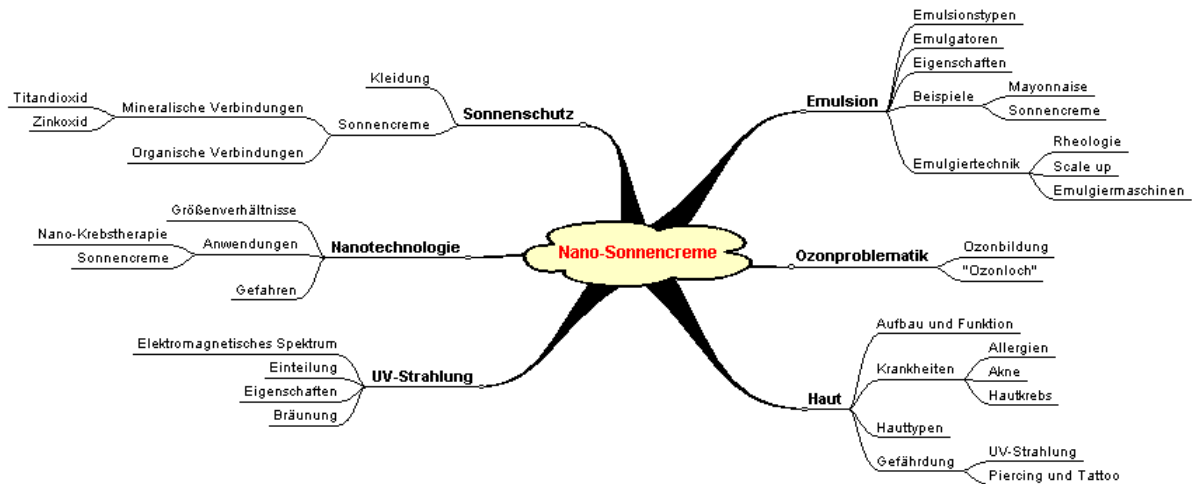 Nano-Sonnencreme
Sonnenschutz
Kleidung
Sonnencreme
Mineralische Verbindungen
Titandioxid
Zinkoxid
Organische Verbindungen
Nanotechnologie
Größenverhältnisse
Anwendungen
Nano-Krebstherapie
Sonnencreme
Gefahren
UV-Strahlung
Elektromagnetisches Spektrum
Einteilung
Eigenschaften
Bräunung
Emulsion
Emulsionstypen
Emulgatoren
Eigenschaften
Beispiele
Mayonnaise
Sonnencreme
Emulgiertechnik
Rheologie
Scale up
Emulgiermaschinen
Ozonproblematik
Ozonbildung
"Ozonloch"
Haut
Aufbau und Funktion
Krankheiten
Allergien
Akne
Hautkrebs
Hauttypen
Gefährdung
UV-Strahlung
Piercing und Tattoo